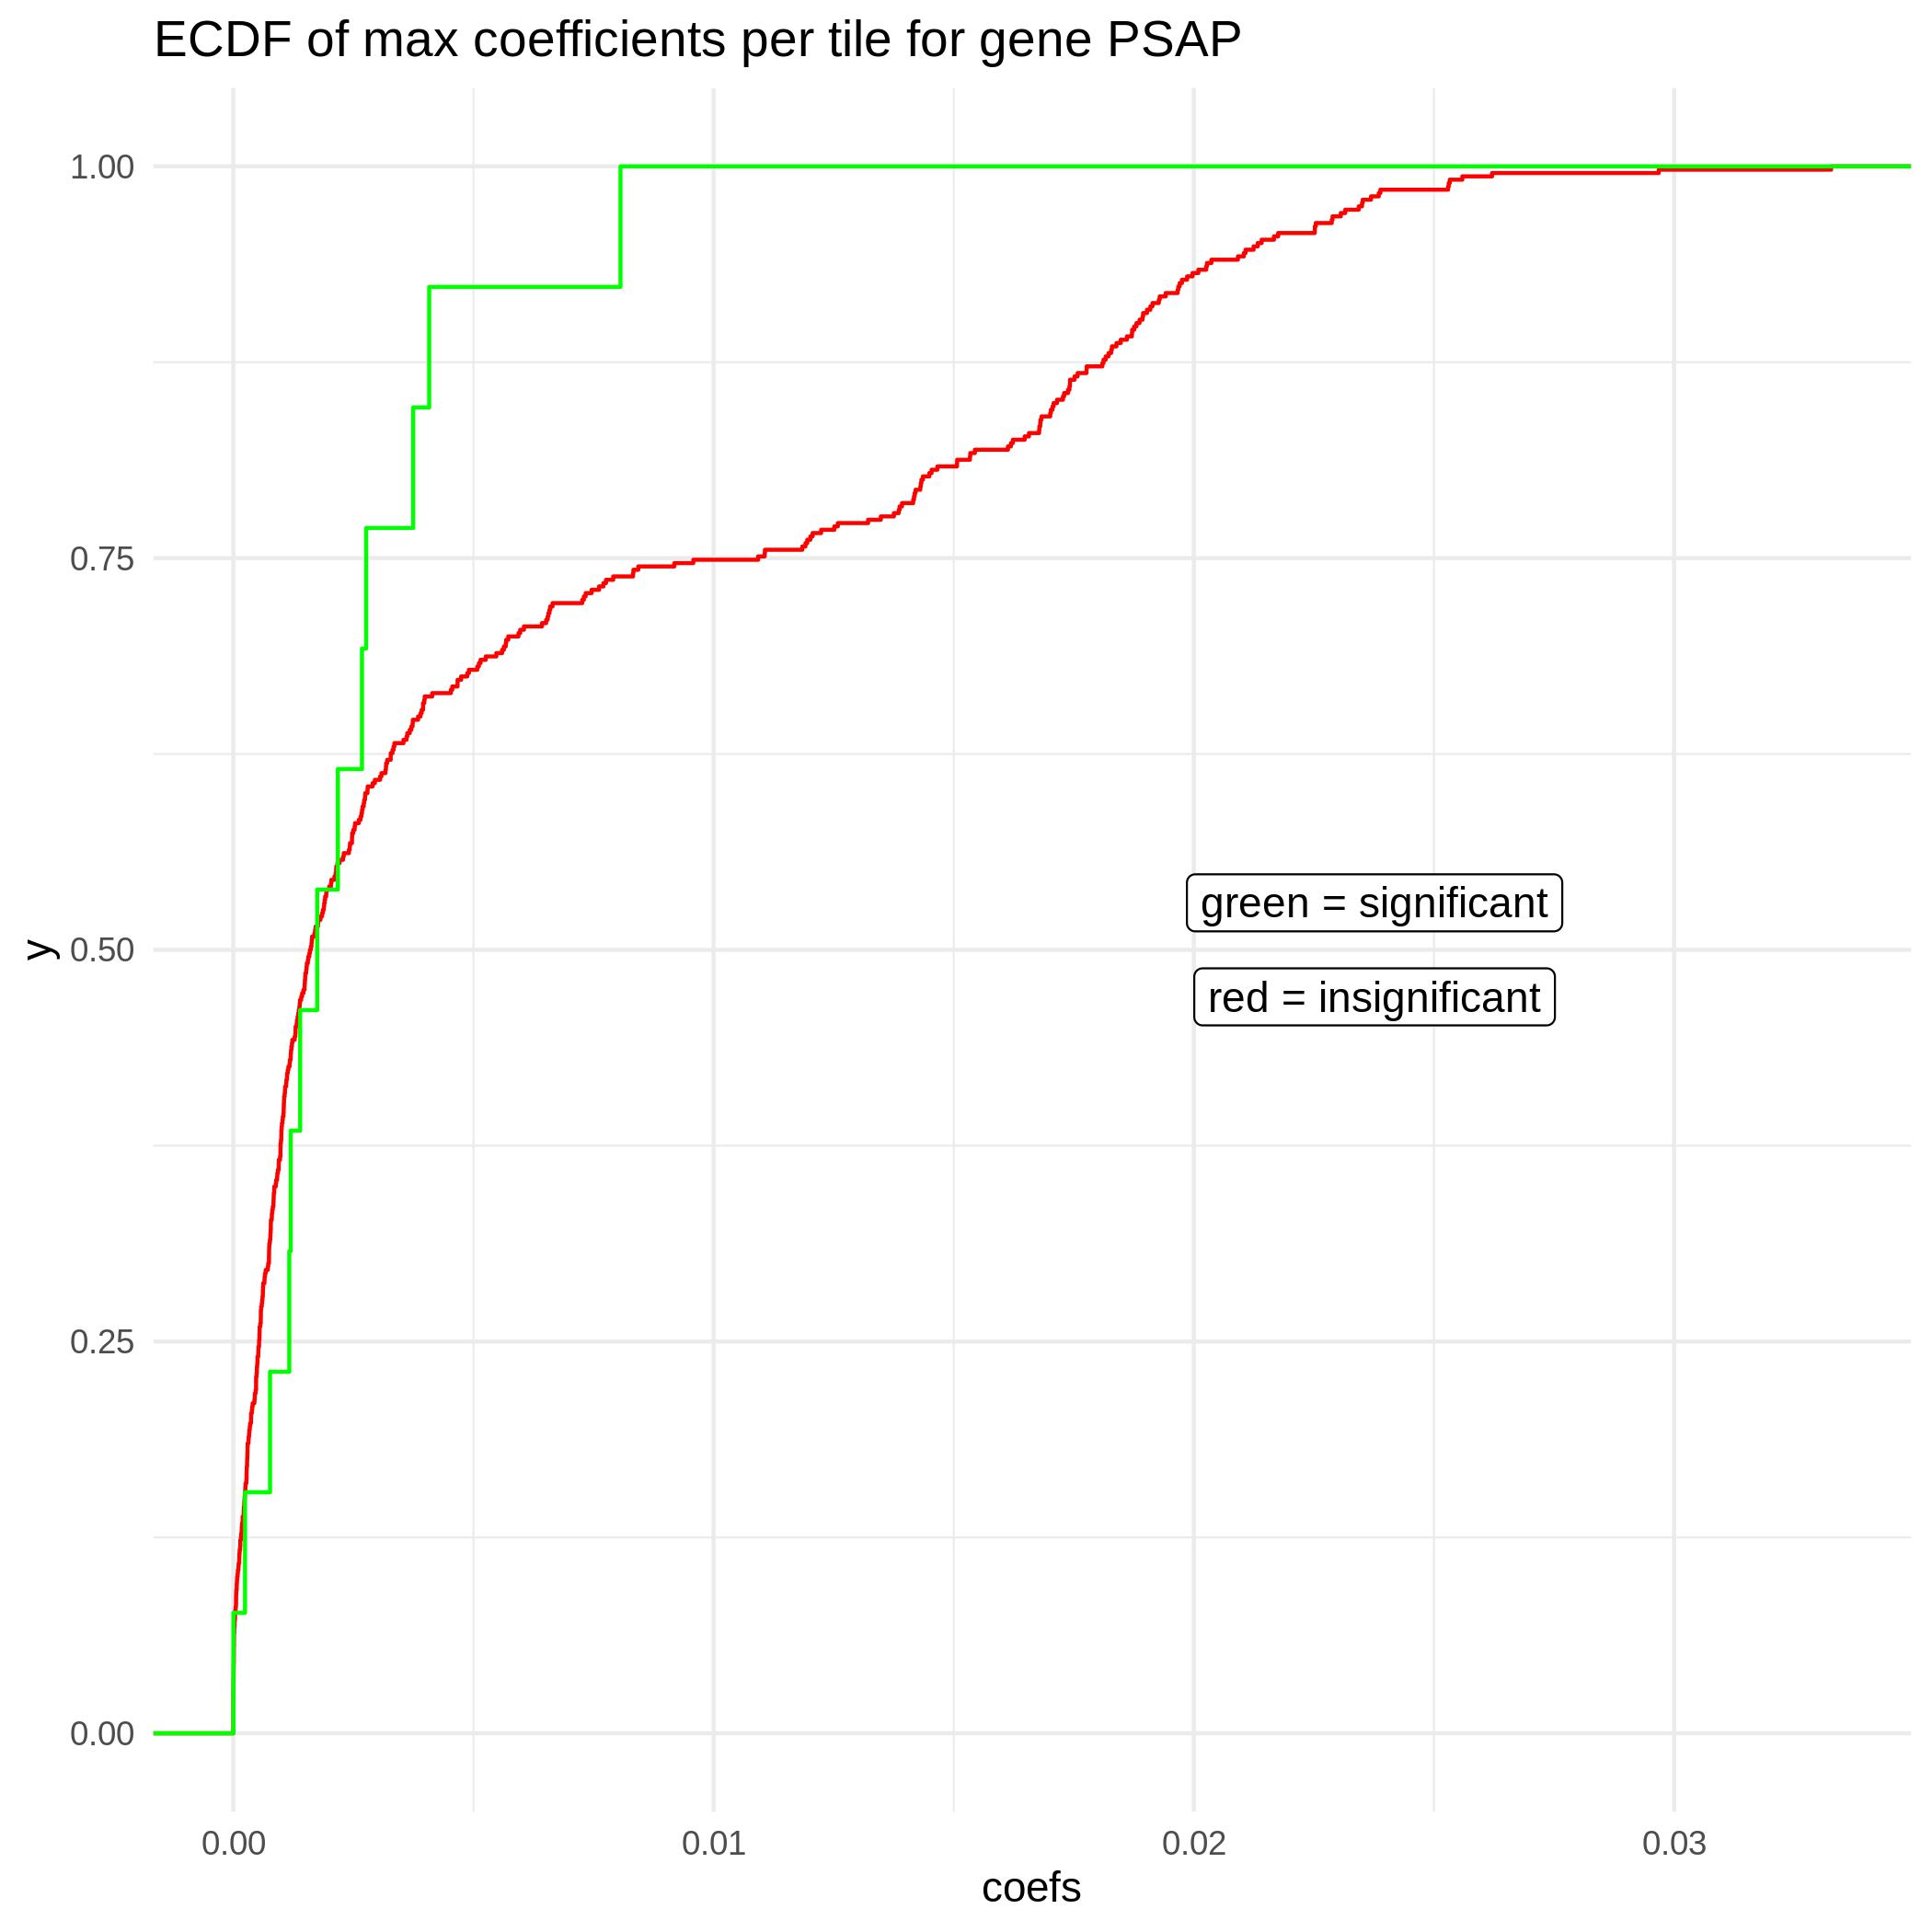 ECDF of max coefficients per tile for gene PSAP
1.00
0.75
0.50
0.25
0.00
y
green = significant
red = insignificant
0.00 0.01 0.02 0.03
coefs